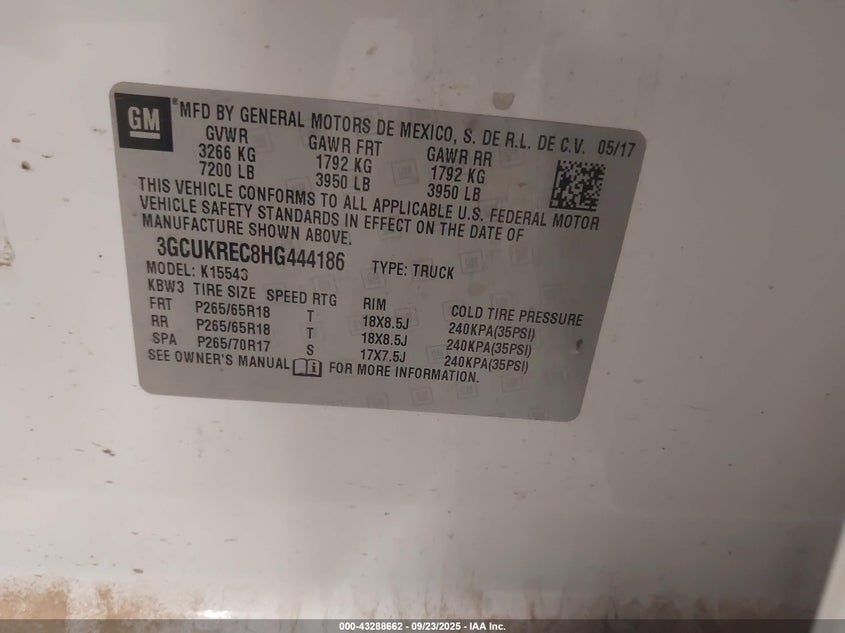 GM
® MFD BY GENERAL MOTORS DE MEXICO, S. DE R.L. DE C.V. 05/17
GVWR GAWR FRT GAWR RR
3266 KG 1792 KG 1792 KG
7200 LB 3950 LB 3950 LB
THIS VEHICLE CONFORMS TO ALL APPLICABLE U.S. FEDERAL MOTOR
VEHICLE SAFETY STANDARDS IN EFFECT ON THE DATE OF
MANUFACTURE SHOWN ABOVE.
3GCUKREC8HG444186 TYPE: TRUCK
MODEL: K15543
KBW3 TIRE SIZE SPEED RTG RIM COLD TIRE PRESSURE
FRT P265/65R18 T 18X8.5J 240KPA(35PSI)
RR P265/65R18 T 18X8.5J 240KPA(35PSI)
SPA P265/70R17 S 17X7.5J 240KPA(35PSI)
SEE OWNER'S MANUAL i FOR MORE INFORMATION.
000-43288662 - 09/23/2025 - IAA Inc.